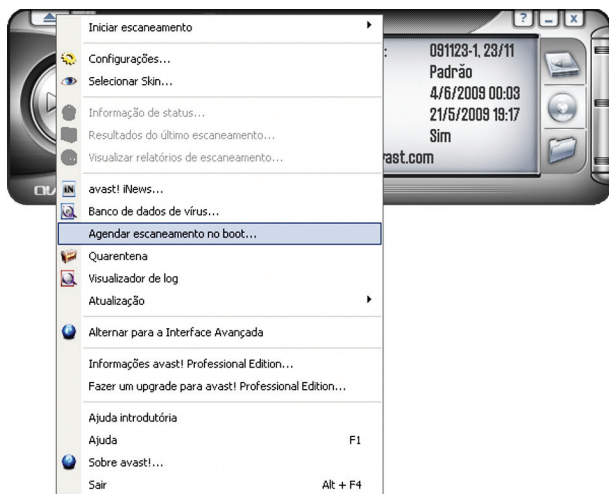 Iniciar escaneamento
Configurações...
Selecionar Skin...
Informação de status...
Resultados do último escaneamento...
Visualizar relatórios de escaneamento...
avast! iNews...
Banco de dados de vírus...
Agendar escaneamento no boot...
Quarentena
Visualizador de log
Atualização
Alternar para a Interface Avançada
Informações avast! Professional Edition...
Fazer um upgrade para avast! Professional Edition...
Ajuda introdutória
Ajuda F1
Sobre avast!...
Sair Alt + F4
: 091123-1, 23/11
Padrão
4/6/2009 00:03
21/5/2009 19:17
Sim
vast.com